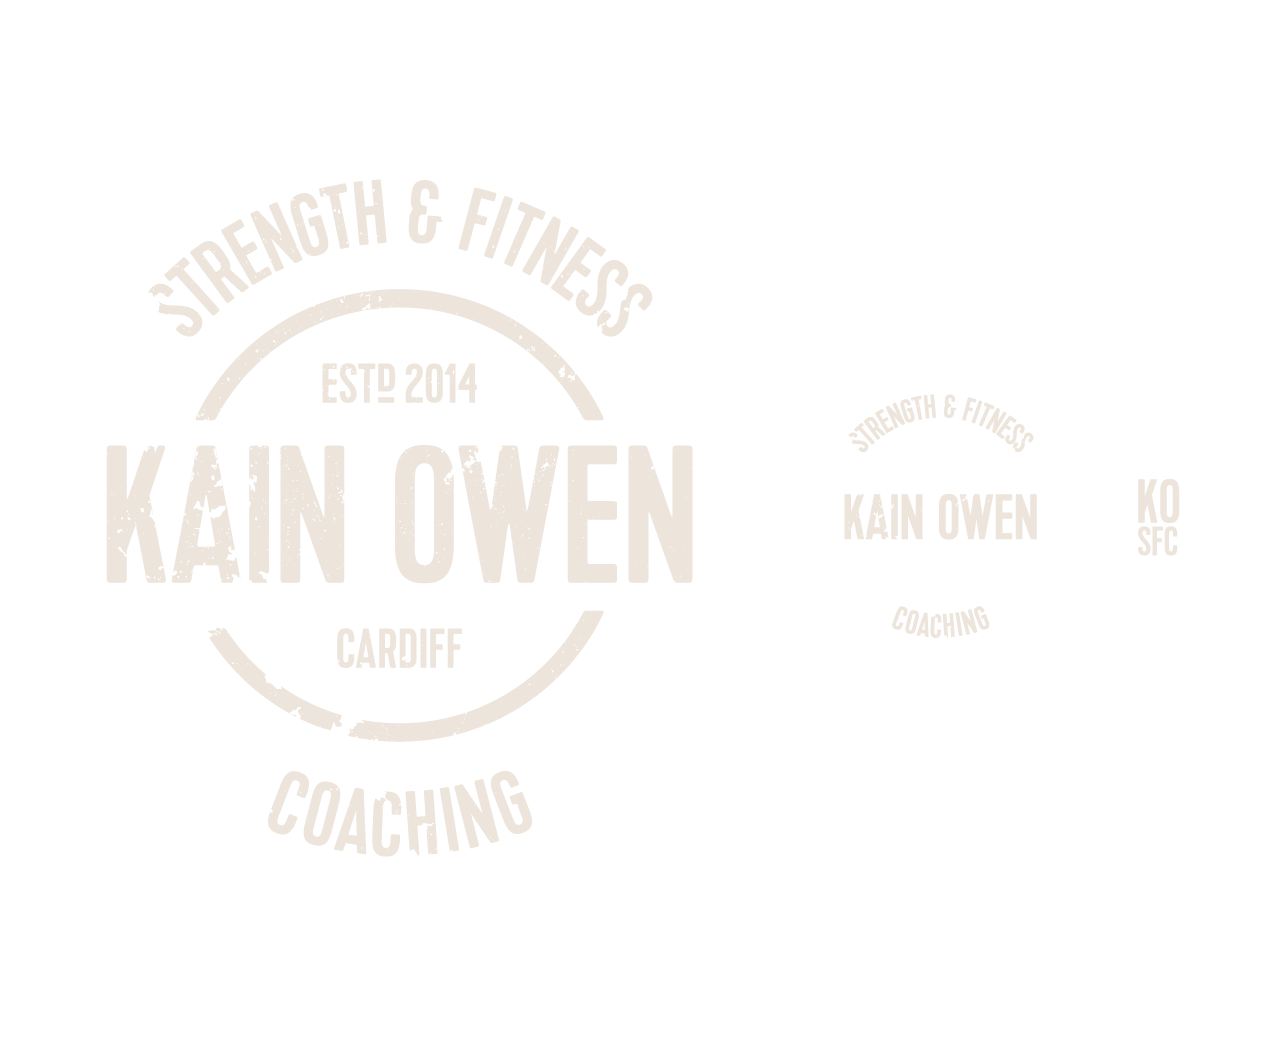 STRENGTH & FITNESS
ESTD 2014
KAIN OWEN
CARDIFF
COACHING
STRENGTH & FITNESS
KAIN OWEN
COACHING
KO
SFC